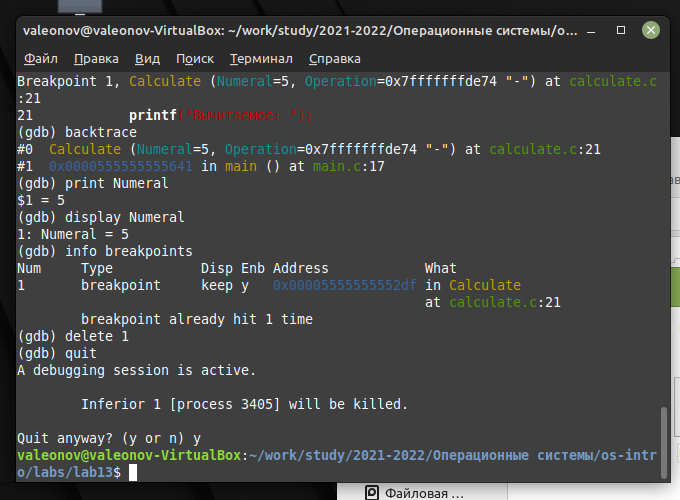 valeonov@valeonov-VirtualBox: ~/work/study/2021-2022/Операционные системы/o...
Файл Правка Вид Поиск Терминал Справка
Breakpoint 1, Calculate (Numeral=5, Operation=0x7fffffffde74 "-") at calculate.c
:21
21            printf("Вычитаемое: ");
(gdb) backtrace
#0  Calculate (Numeral=5, Operation=0x7fffffffde74 "-") at calculate.c:21
#1  0x0000555555555641 in main () at main.c:17
(gdb) print Numeral
$1 = 5
(gdb) display Numeral
1: Numeral = 5
(gdb) info breakpoints
Num     Type           Disp Enb Address            What
1       breakpoint     keep y   0x00005555555552df in Calculate
                                                   at calculate.c:21
        breakpoint already hit 1 time
(gdb) delete 1
(gdb) quit
A debugging session is active.
        Inferior 1 [process 3405] will be killed.
Quit anyway? (y or n) y
valeonov@valeonov-VirtualBox:~/work/study/2021-2022/Операционные системы/os-intr
o/labs/lab13$
Файловая ...